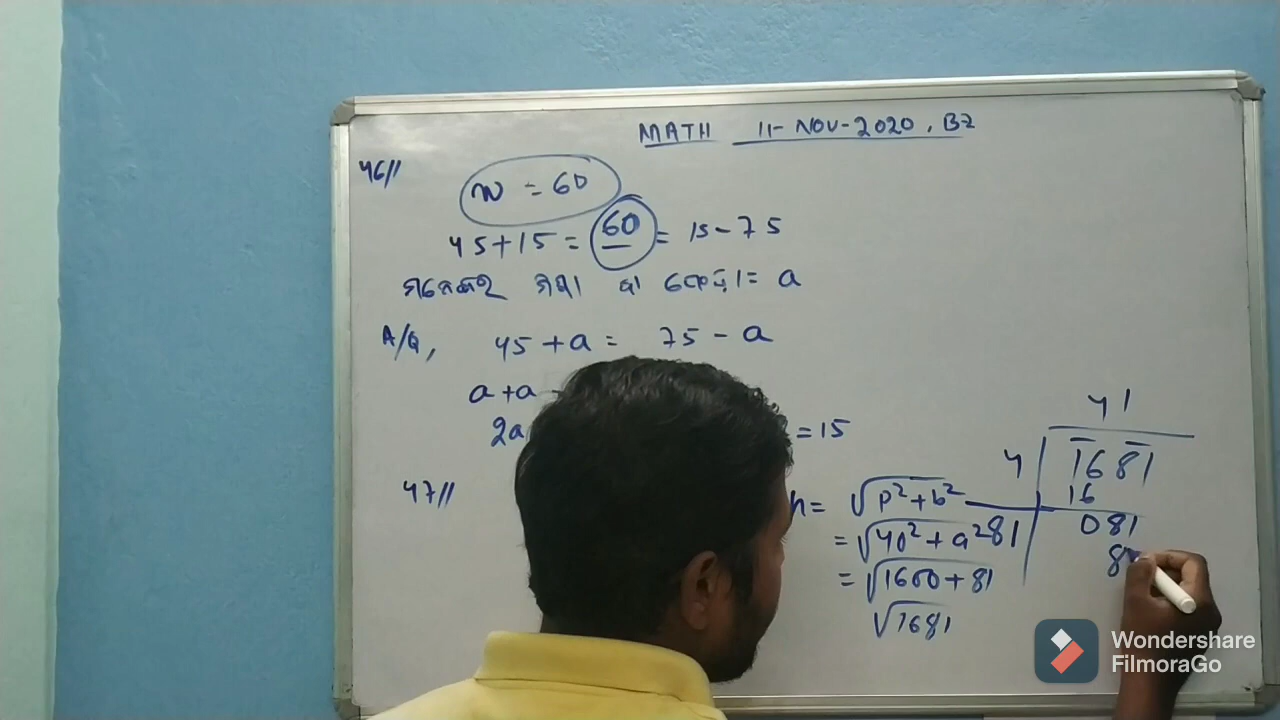 MATH 11-NOV-2020, BZ
46//
N = 60
45+15 = 60 = 15-75
ବା = a
A/Q, 45 + a = 75 - a
a + a
2a = 15
47//
h = √p²+b²
= √40² + 9²
= √1600 + 81
√1681
41
4 1681
16
81 081
8
Wondershare
FilmoraGo